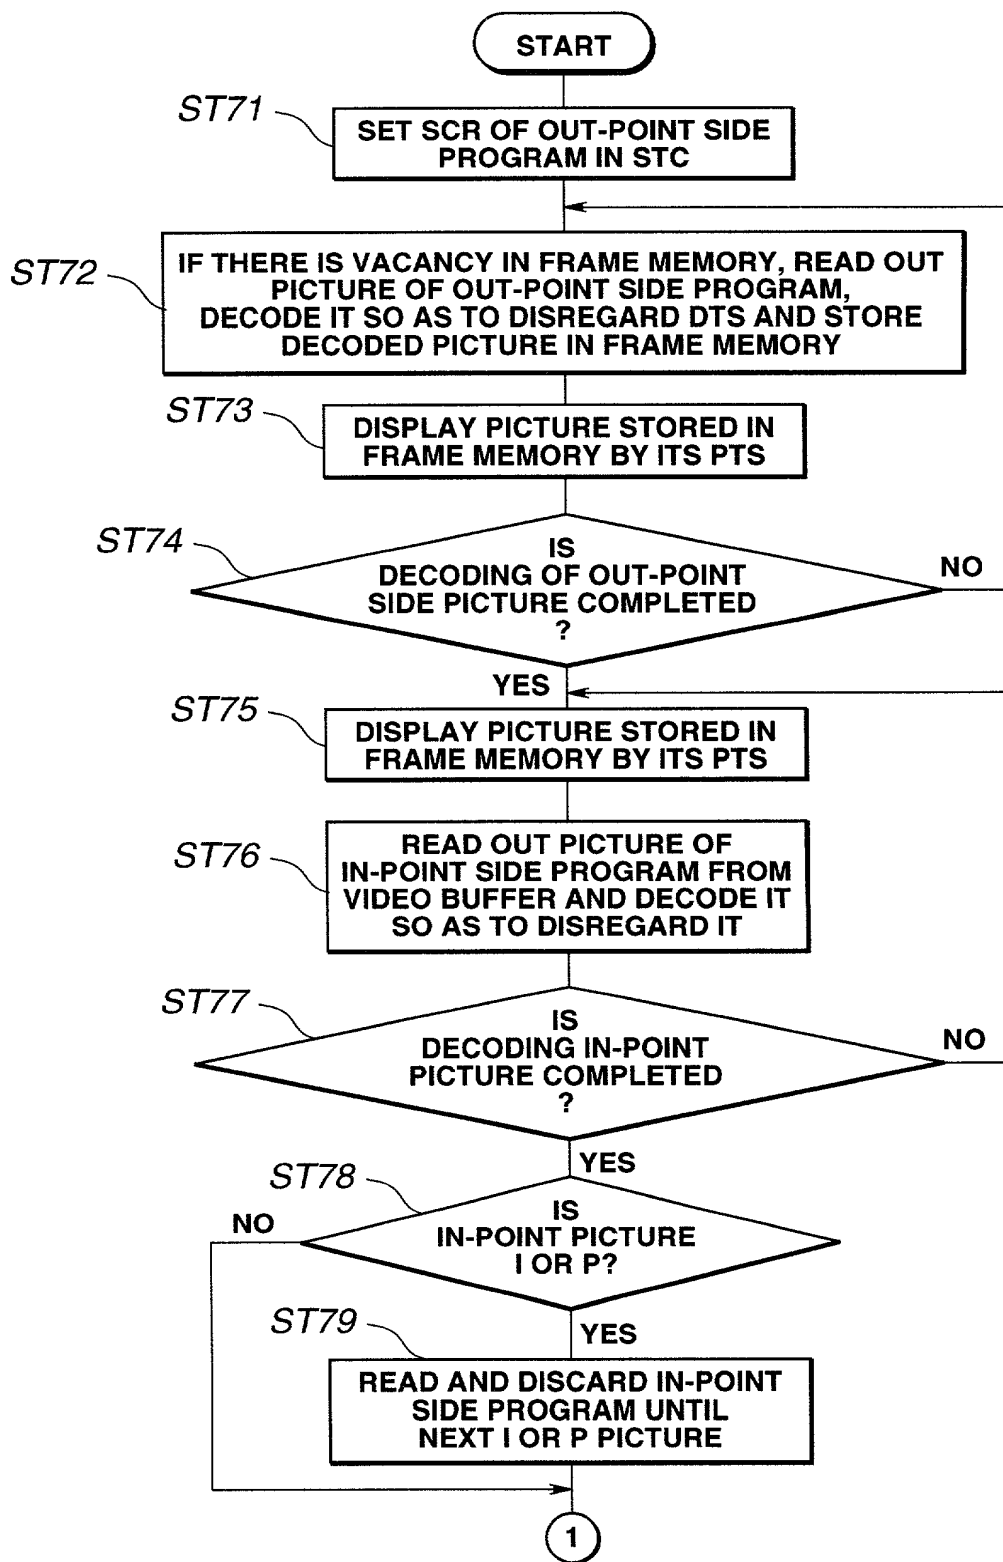 START
ST71
SET SCR OF OUT-POINT SIDE
PROGRAM IN STC
ST72
IF THERE IS VACANCY IN FRAME MEMORY, READ OUT
PICTURE OF OUT-POINT SIDE PROGRAM,
DECODE IT SO AS TO DISREGARD DTS AND STORE
DECODED PICTURE IN FRAME MEMORY
ST73
DISPLAY PICTURE STORED IN
FRAME MEMORY BY ITS PTS
ST74
IS
DECODING OF OUT-POINT
SIDE PICTURE COMPLETED
?
NO
YES
ST75
DISPLAY PICTURE STORED IN
FRAME MEMORY BY ITS PTS
ST76
READ OUT PICTURE OF
IN-POINT SIDE PROGRAM FROM
VIDEO BUFFER AND DECODE IT
SO AS TO DISREGARD IT
ST77
IS
DECODING IN-POINT
PICTURE COMPLETED
?
NO
YES
ST78
IS
IN-POINT PICTURE
I OR P?
NO
YES
ST79
READ AND DISCARD IN-POINT
SIDE PROGRAM UNTIL
NEXT I OR P PICTURE
1